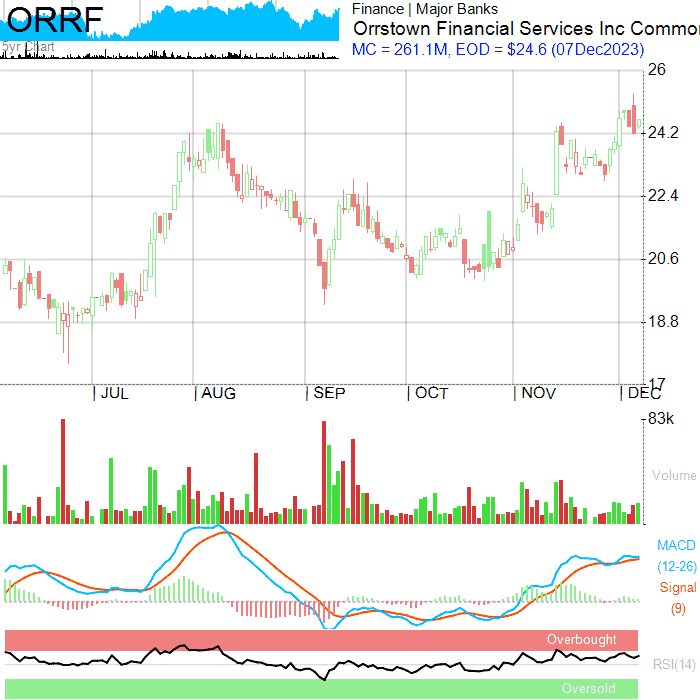 ORRF
5yr Chart
Finance | Major Banks
Orrstown Financial Services Inc Common
MC = 261.1M, EOD = $24.6 (07Dec2023)
26
24.2
22.4
20.6
18.8
17
| JUL | AUG | SEP | OCT | NOV | DEC
83k
Volume
MACD
(12-26)
Signal
(9)
Overbought
RSI(14)
Oversold